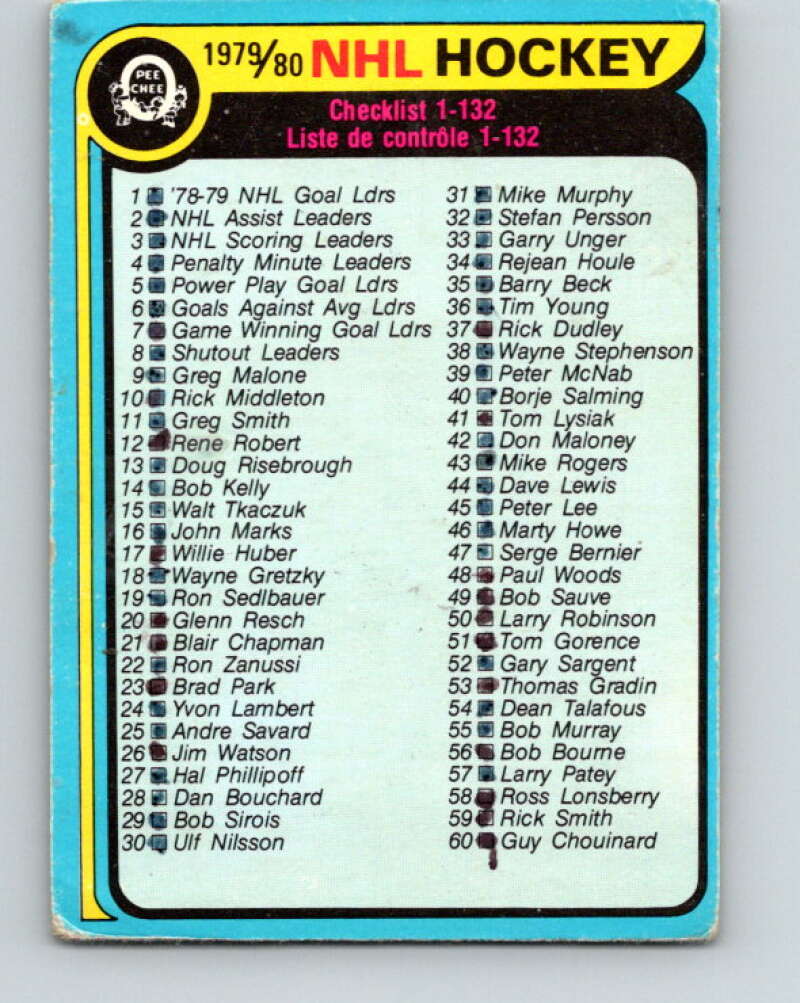 1979/80 NHL HOCKEY
PEE
CHEE
Checklist 1-132
Liste de contrôle 1-132
1 '78-79 NHL Goal Ldrs
2 NHL Assist Leaders
3 NHL Scoring Leaders
4 Penalty Minute Leaders
5 Power Play Goal Ldrs
6 Goals Against Avg Ldrs
7 Game Winning Goal Ldrs
8 Shutout Leaders
9 Greg Malone
10 Rick Middleton
11 Greg Smith
12 Rene Robert
13 Doug Risebrough
14 Bob Kelly
15 Walt Tkaczuk
16 John Marks
17 Willie Huber
18 Wayne Gretzky
19 Ron Sedlbauer
20 Glenn Resch
21 Blair Chapman
22 Ron Zanussi
23 Brad Park
24 Yvon Lambert
25 Andre Savard
26 Jim Watson
27 Hal Phillipoff
28 Dan Bouchard
29 Bob Sirois
30 Ulf Nilsson
31 Mike Murphy
32 Stefan Persson
33 Garry Unger
34 Rejean Houle
35 Barry Beck
36 Tim Young
37 Rick Dudley
38 Wayne Stephenson
39 Peter McNab
40 Borje Salming
41 Tom Lysiak
42 Don Maloney
43 Mike Rogers
44 Dave Lewis
45 Peter Lee
46 Marty Howe
47 Serge Bernier
48 Paul Woods
49 Bob Sauve
50 Larry Robinson
51 Tom Gorence
52 Gary Sargent
53 Thomas Gradin
54 Dean Talafous
55 Bob Murray
56 Bob Bourne
57 Larry Patey
58 Ross Lonsberry
59 Rick Smith
60 Guy Chouinard